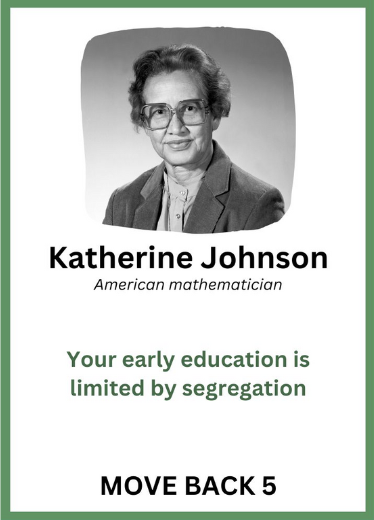 Katherine Johnson
American mathematician
Your early education is
limited by segregation
MOVE BACK 5